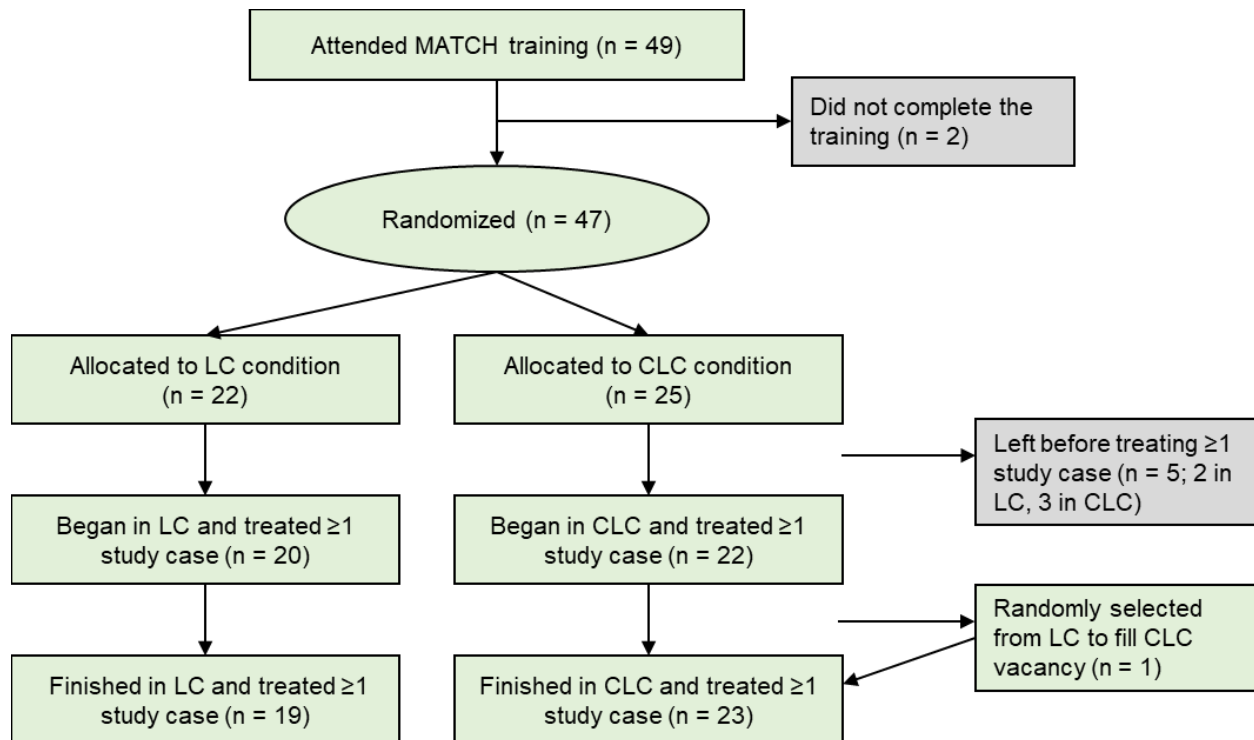 Attended MATCH training (n = 49)
Did not complete the
training (n = 2)
Randomized (n = 47)
Allocated to LC condition
(n = 22)
Allocated to CLC condition
(n = 25)
Left before treating ≥1
study case (n = 5; 2 in
LC, 3 in CLC)
Began in LC and treated ≥1
study case (n = 20)
Began in CLC and treated ≥1
study case (n = 22)
Randomly selected
from LC to fill CLC
vacancy (n = 1)
Finished in LC and treated ≥1
study case (n = 19)
Finished in CLC and treated ≥1
study case (n = 23)